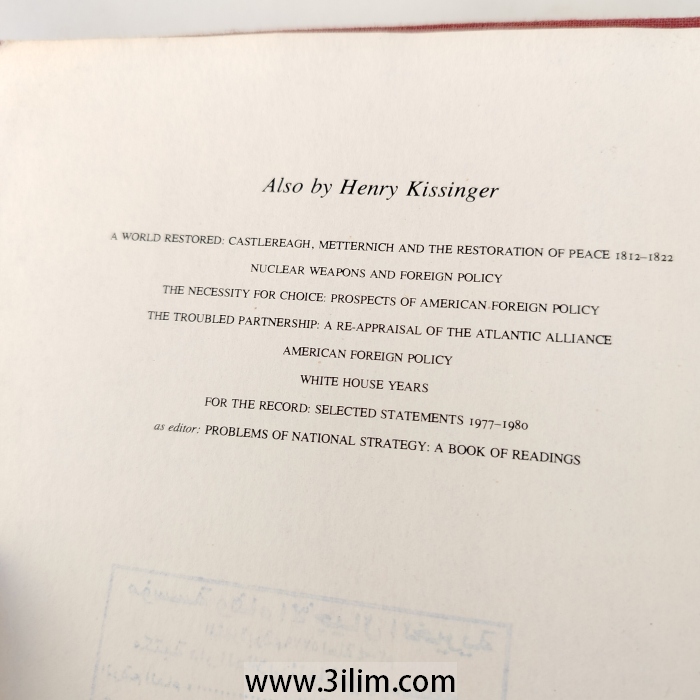 Also by Henry Kissinger
A WORLD RESTORED: CASTLEREAGH, METTERNICH AND THE RESTORATION OF PEACE 1812–1822
NUCLEAR WEAPONS AND FOREIGN POLICY
THE NECESSITY FOR CHOICE: PROSPECTS OF AMERICAN FOREIGN POLICY
THE TROUBLED PARTNERSHIP: A RE-APPRAISAL OF THE ATLANTIC ALLIANCE
AMERICAN FOREIGN POLICY
WHITE HOUSE YEARS
FOR THE RECORD: SELECTED STATEMENTS 1977–1980
as editor: PROBLEMS OF NATIONAL STRATEGY: A BOOK OF READINGS
www.3ilim.com